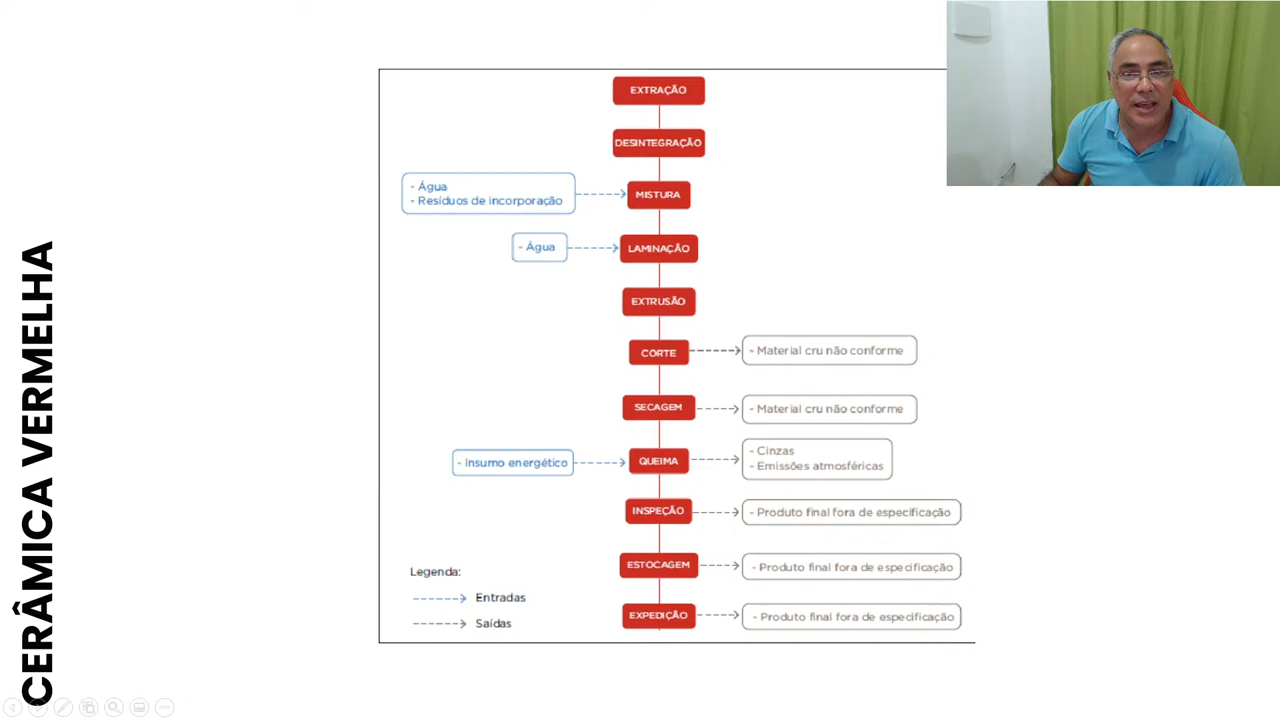 CERÂMICA VERMELHA
EXTRAÇÃO
DESINTEGRAÇÃO
- Água
- Resíduos de incorporação
MISTURA
- Água
LAMINAÇÃO
EXTRUSÃO
CORTE
- Material cru não conforme
SECAGEM
- Material cru não conforme
- Insumo energético
QUEIMA
- Cinzas
- Emissões atmosféricas
INSPEÇÃO
- Produto final fora de especificação
ESTOCAGEM
- Produto final fora de especificação
EXPEDIÇÃO
- Produto final fora de especificação
Legenda:
Entradas
Saídas